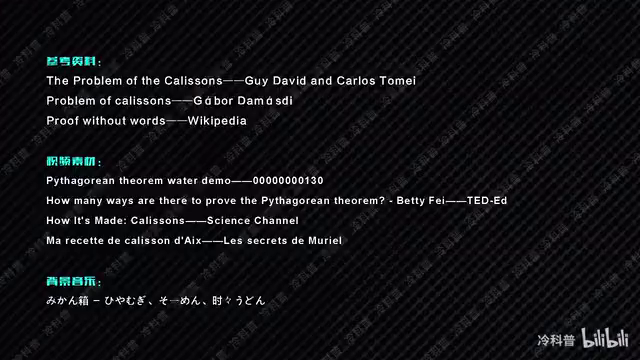 参考资料：
The Problem of the Calissons——Guy David and Carlos Tomei
Problem of calissons——Gábor Damásdi
Proof without words——Wikipedia
视频素材：
Pythagorean theorem water demo——00000000130
How many ways are there to prove the Pythagorean theorem? - Betty Fei——TED-Ed
How It's Made: Calissons——Science Channel
Ma recette de calisson d'Aix——Les secrets de Muriel
背景音乐：
みかん箱 － ひやむぎ、そーめん、时々うどん
冷科普 bilibili